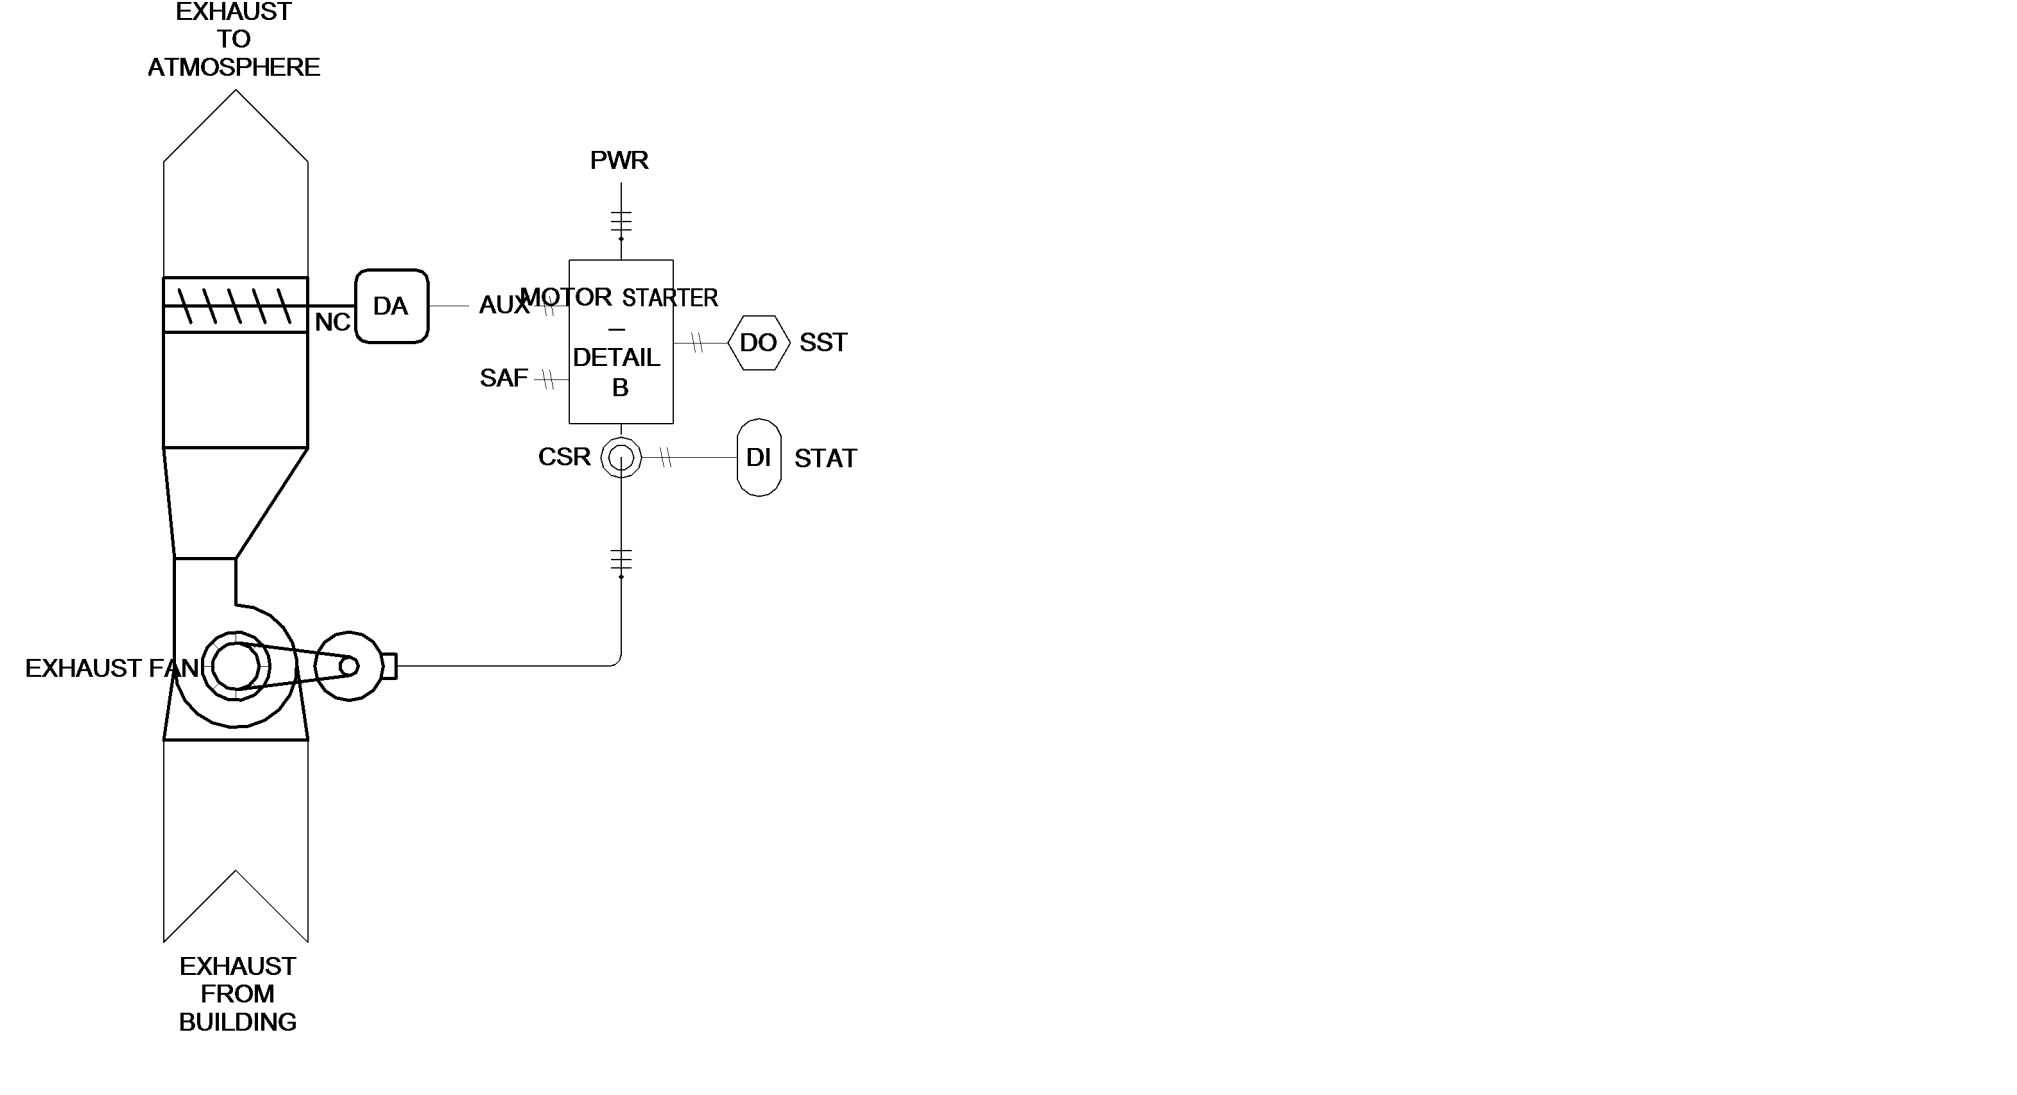 EXHAUST
TO
ATMOSPHERE
PWR
MOTOR STARTER
–
DETAIL
B
DA
NC
AUX
SAF
DO
SST
CSR
DI
STAT
EXHAUST FAN
EXHAUST
FROM
BUILDING